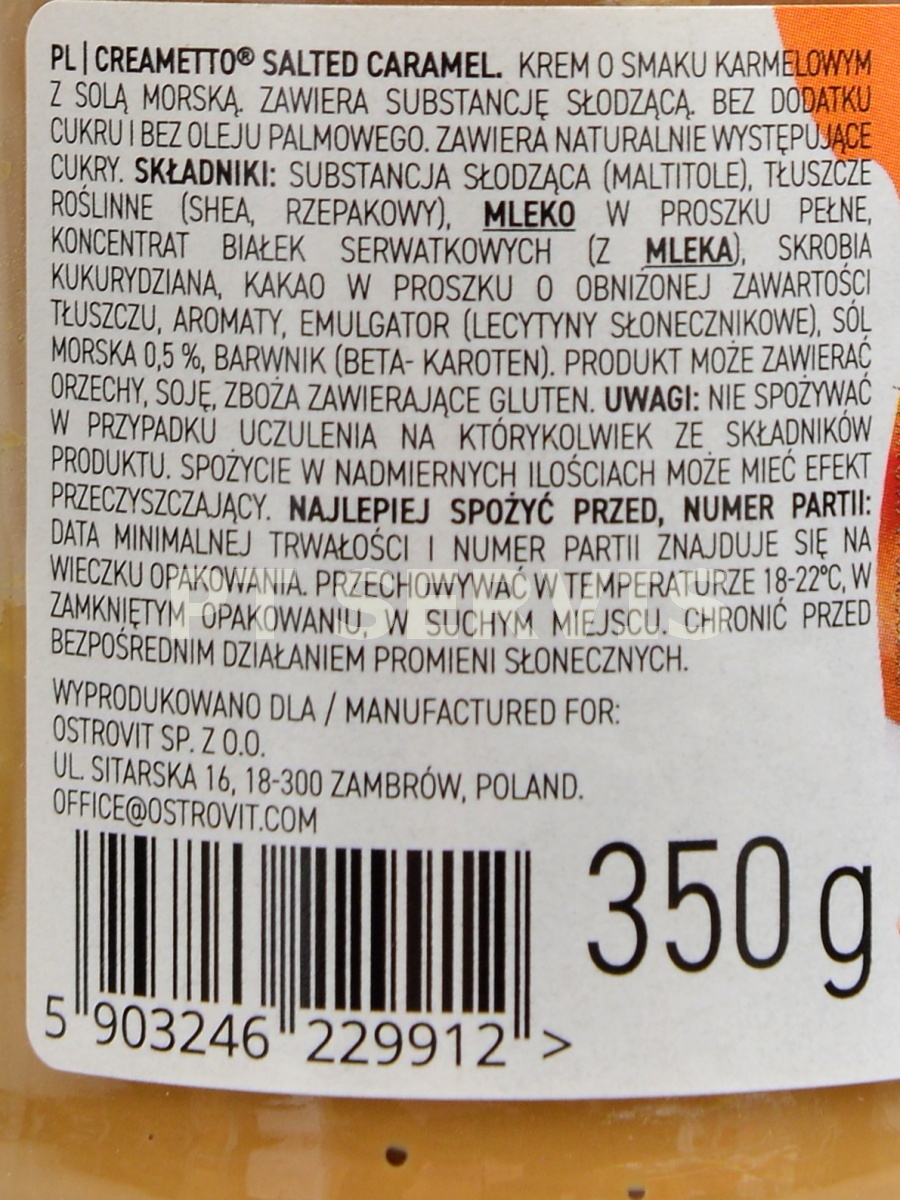 PL | CREAMETTO® SALTED CARAMEL. KREM O SMAKU KARMELOWYM
Z SOLĄ MORSKĄ. ZAWIERA SUBSTANCJĘ SŁODZĄCĄ. BEZ DODATKU
CUKRU I BEZ OLEJU PALMOWEGO. ZAWIERA NATURALNIE WYSTĘPUJĄCE
CUKRY. SKŁADNIKI: SUBSTANCJA SŁODZĄCA (MALTITOLE), TŁUSZCZE
ROŚLINNE (SHEA, RZEPAKOWY), MLEKO W PROSZKU PEŁNE,
KONCENTRAT BIAŁEK SERWATKOWYCH (Z MLEKA), SKROBIA
KUKURYDZIANA, KAKAO W PROSZKU O OBNIŻONEJ ZAWARTOŚCI
TŁUSZCZU, AROMATY, EMULGATOR (LECYTYNY SŁONECZNIKOWE), SÓL
MORSKA 0,5 %, BARWNIK (BETA- KAROTEN). PRODUKT MOŻE ZAWIERAĆ
ORZECHY, SOJĘ, ZBOŻA ZAWIERAJĄCE GLUTEN. UWAGI: NIE SPOŻYWAĆ
W PRZYPADKU UCZULENIA NA KTÓRYKOLWIEK ZE SKŁADNIKÓW
PRODUKTU. SPOŻYCIE W NADMIERNYCH ILOŚCIACH MOŻE MIEĆ EFEKT
PRZECZYSZCZAJĄCY. NAJLEPIEJ SPOŻYĆ PRZED, NUMER PARTII:
DATA MINIMALNEJ TRWAŁOŚCI I NUMER PARTII ZNAJDUJE SIĘ NA
WIECZKU OPAKOWANIA. PRZECHOWYWAĆ W TEMPERATURZE 18-22°C, W
ZAMKNIĘTYM OPAKOWANIU, W SUCHYM MIEJSCU. CHRONIĆ PRZED
BEZPOŚREDNIM DZIAŁANIEM PROMIENI SŁONECZNYCH.
WYPRODUKOWANO DLA / MANUFACTURED FOR:
OSTROVIT SP. Z O.O.
UL. SITARSKA 16, 18-300 ZAMBRÓW, POLAND.
OFFICE@OSTROVIT.COM
350 g
5 903246 229912 >